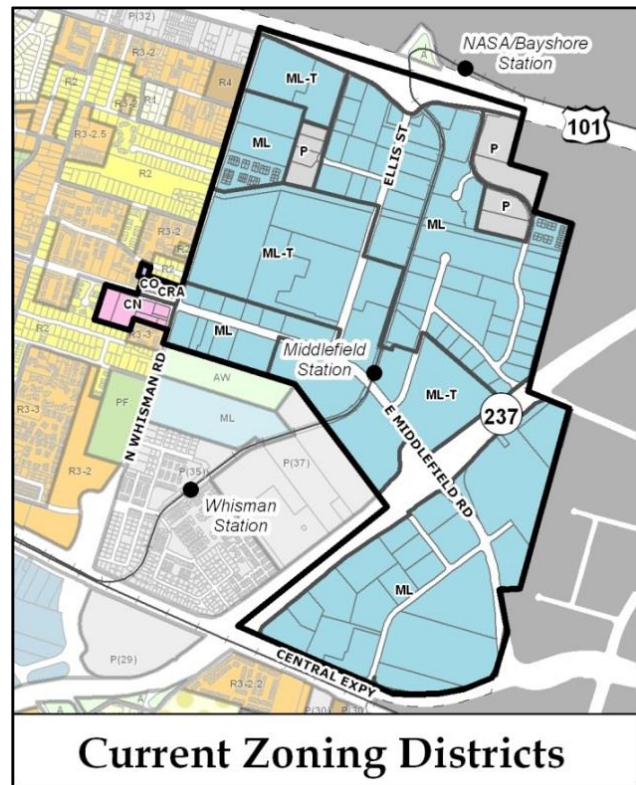 P(32)
A
NASA/Bayshore
Station
R3-2
R4
R2
R3-2
R1
ML-T
101
R3-2.5
ML
P
ELLIS ST
P
R2
P
R3-2
ML
ML-T
R2
CO
CRA
CN
R2
R3-3
ML
Middlefield
Station
AW
ML-T
N WHISMAN RD
PF
ML
237
R3-3
E MIDDLEFIELD RD
P(35)
P(37)
R3-2
Whisman
Station
ML
P(29)
R3-2.2
CENTRAL EXPY
A
A
P(30)
Current Zoning Districts